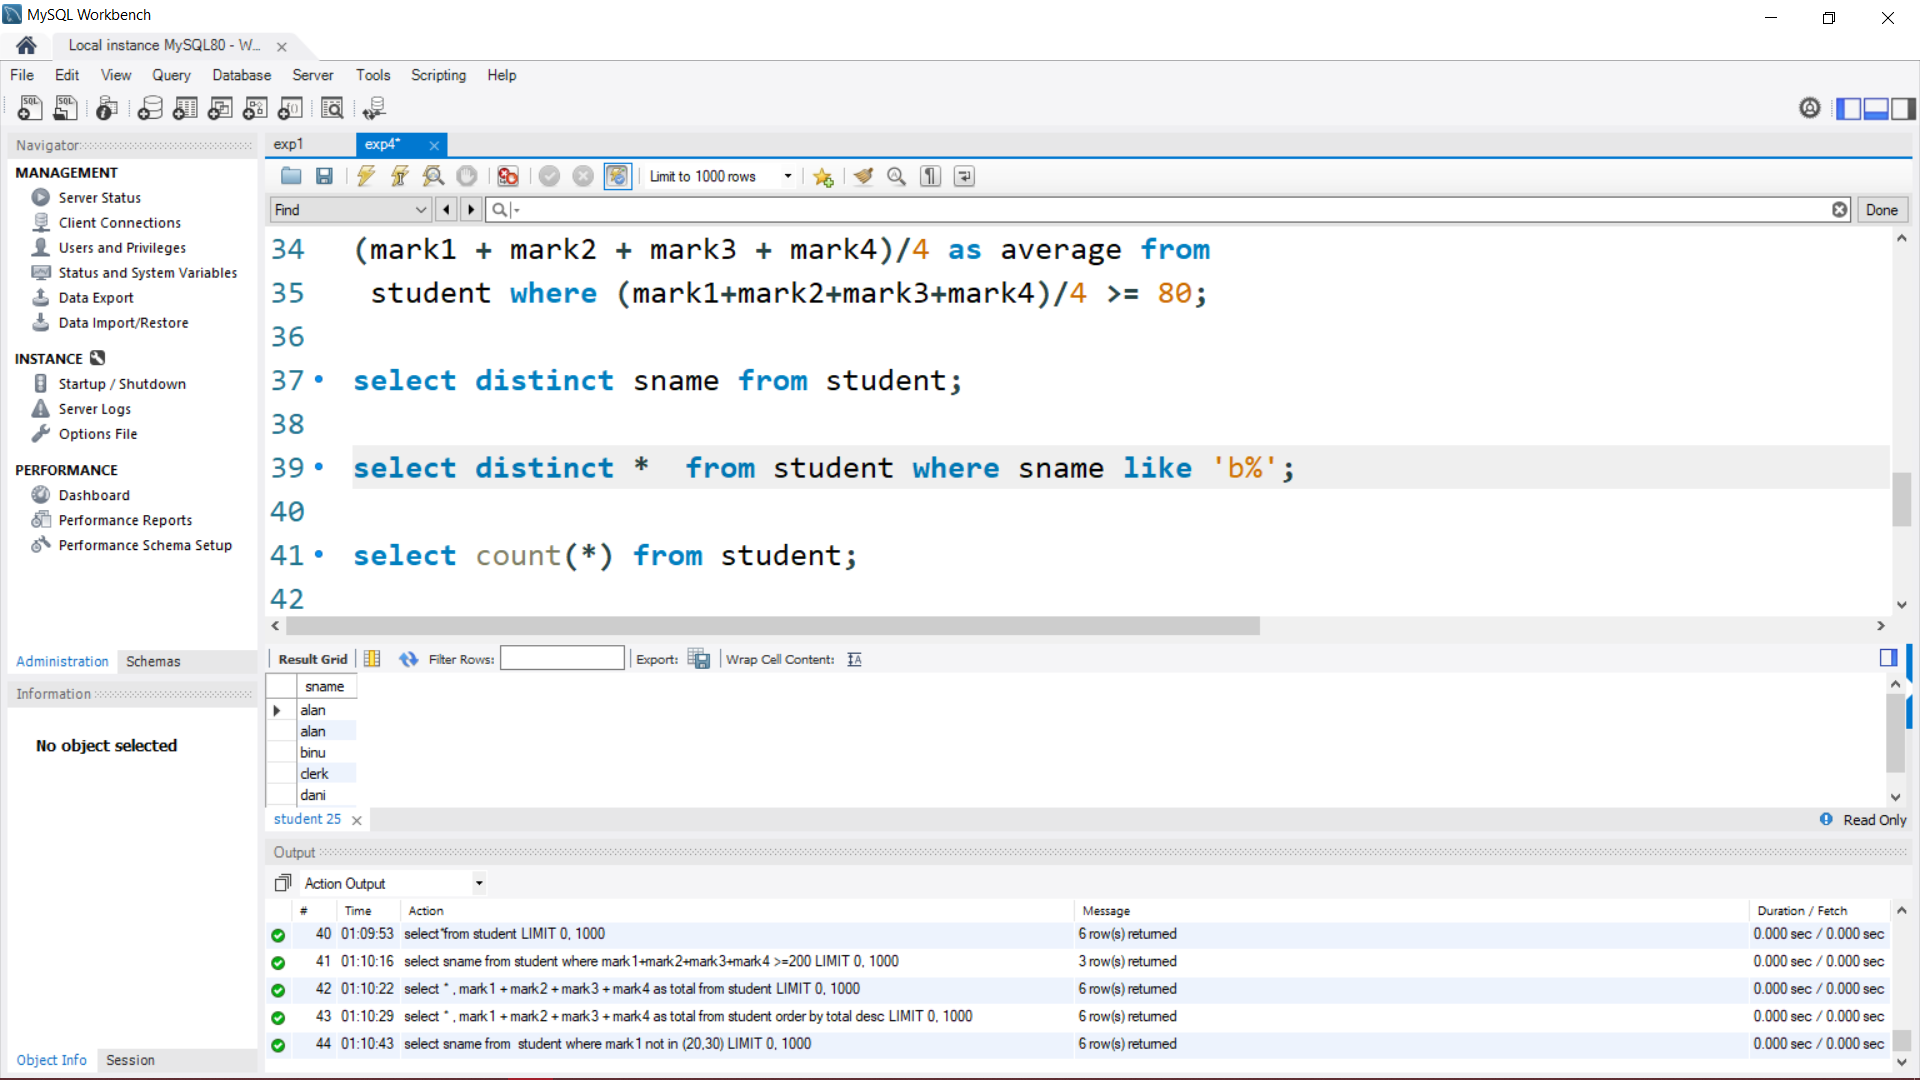 MySQL Workbench
Local instance MySQL80 - W...
File Edit View Query Database Server Tools Scripting Help
Navigator
MANAGEMENT
Server Status
Client Connections
Users and Privileges
Status and System Variables
Data Export
Data Import/Restore
INSTANCE
Startup / Shutdown
Server Logs
Options File
PERFORMANCE
Dashboard
Performance Reports
Performance Schema Setup
Administration Schemas
Information
No object selected
Object Info Session
exp1 exp4*
Limit to 1000 rows
Find Done
34 (mark1 + mark2 + mark3 + mark4)/4 as average from
35 student where (mark1+mark2+mark3+mark4)/4 >= 80;
36
37 select distinct sname from student;
38
39 select distinct *  from student where sname like 'b%';
40
41 select count(*) from student;
42
Result Grid Filter Rows: Export: Wrap Cell Content:
sname
alan
alan
binu
clerk
dani
student 25 Read Only
Output
Action Output
# Time Action Message Duration / Fetch
40 01:09:53 select*from student LIMIT 0, 1000 6 row(s) returned 0.000 sec / 0.000 sec
41 01:10:16 select sname from student where mark1+mark2+mark3+mark4 >=200 LIMIT 0, 1000 3 row(s) returned 0.000 sec / 0.000 sec
42 01:10:22 select * , mark1 + mark2 + mark3 + mark4 as total from student LIMIT 0, 1000 6 row(s) returned 0.000 sec / 0.000 sec
43 01:10:29 select * , mark1 + mark2 + mark3 + mark4 as total from student order by total desc LIMIT 0, 1000 6 row(s) returned 0.000 sec / 0.000 sec
44 01:10:43 select sname from  student where mark1 not in (20,30) LIMIT 0, 1000 6 row(s) returned 0.000 sec / 0.000 sec